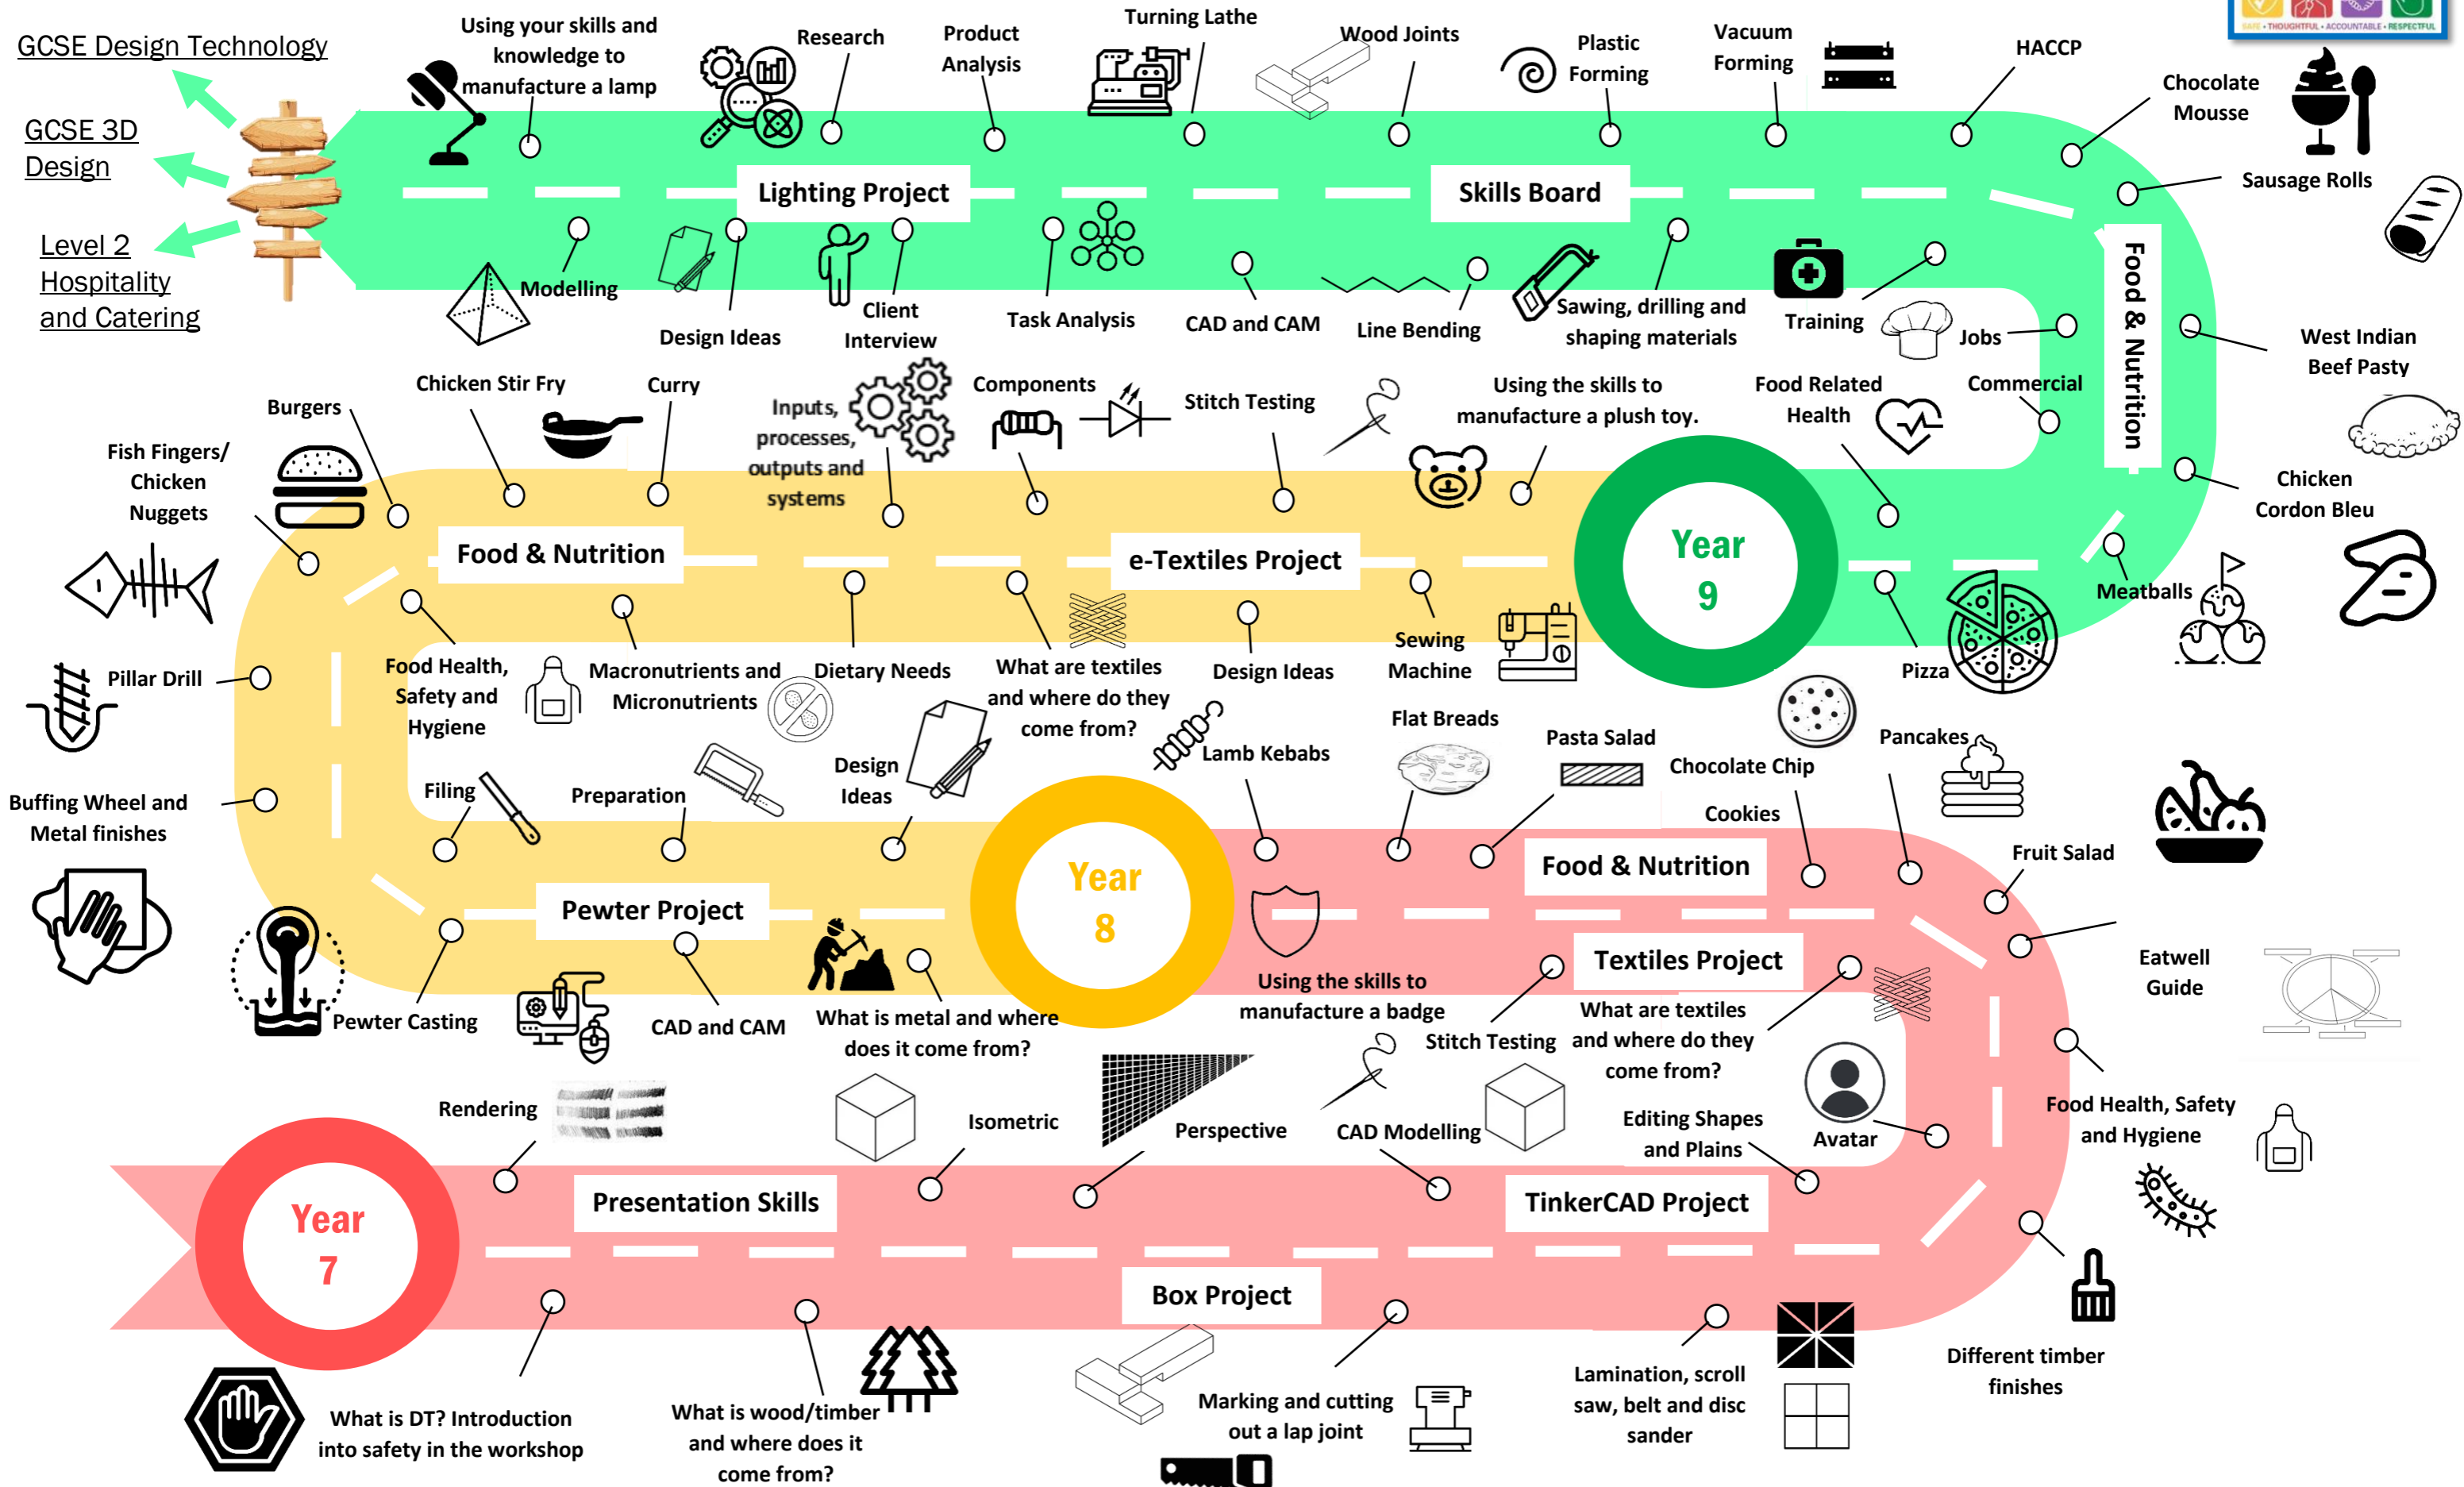 SAFE • THOUGHTFUL • ACCOUNTABLE • RESPECTFUL
GCSE Design Technology
GCSE 3D
Design
Level 2
Hospitality
and Catering
Using your skills and
knowledge to
manufacture a lamp
Research
Product
Analysis
Turning Lathe
Wood Joints
Plastic
Forming
Vacuum
Forming
HACCP
Chocolate
Mousse
Sausage Rolls
Lighting Project
Skills Board
Food & Nutrition
Modelling
Design Ideas
Client
Interview
Task Analysis
CAD and CAM
Line Bending
Sawing, drilling and
shaping materials
Training
Jobs
Commercial
West Indian
Beef Pasty
Chicken
Cordon Bleu
Meatballs
Food Related
Health
Pizza
Year
9
Fish Fingers/
Chicken
Nuggets
Burgers
Chicken Stir Fry
Curry
Inputs,
processes,
outputs and
systems
Components
Stitch Testing
Using the skills to
manufacture a plush toy.
Food & Nutrition
e-Textiles Project
Food Health,
Safety and
Hygiene
Macronutrients and
Micronutrients
Dietary Needs
What are textiles
and where do they
come from?
Design Ideas
Sewing
Machine
Pillar Drill
Buffing Wheel and
Metal finishes
Filing
Preparation
Design
Ideas
Pewter Project
Pewter Casting
CAD and CAM
What is metal and where
does it come from?
Year
8
Lamb Kebabs
Flat Breads
Pasta Salad
Chocolate Chip
Cookies
Pancakes
Fruit Salad
Food & Nutrition
Eatwell
Guide
Food Health, Safety
and Hygiene
Textiles Project
Using the skills to
manufacture a badge
Stitch Testing
What are textiles
and where do they
come from?
Rendering
Isometric
Perspective
CAD Modelling
Editing Shapes
and Plains
Avatar
Year
7
Presentation Skills
TinkerCAD Project
Box Project
What is DT? Introduction
into safety in the workshop
What is wood/timber
and where does it
come from?
Marking and cutting
out a lap joint
Lamination, scroll
saw, belt and disc
sander
Different timber
finishes